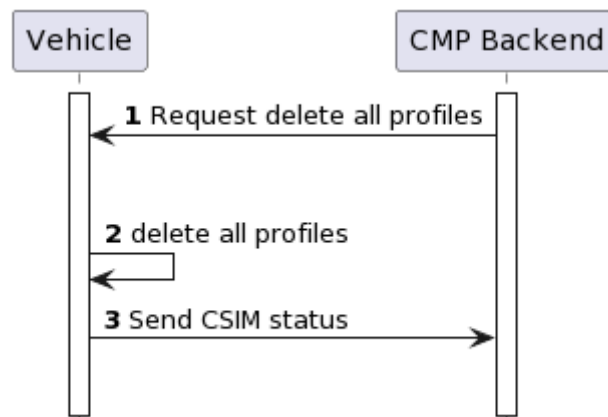 Vehicle
CMP Backend
1 Request delete all profiles
2 delete all profiles
3 Send CSIM status